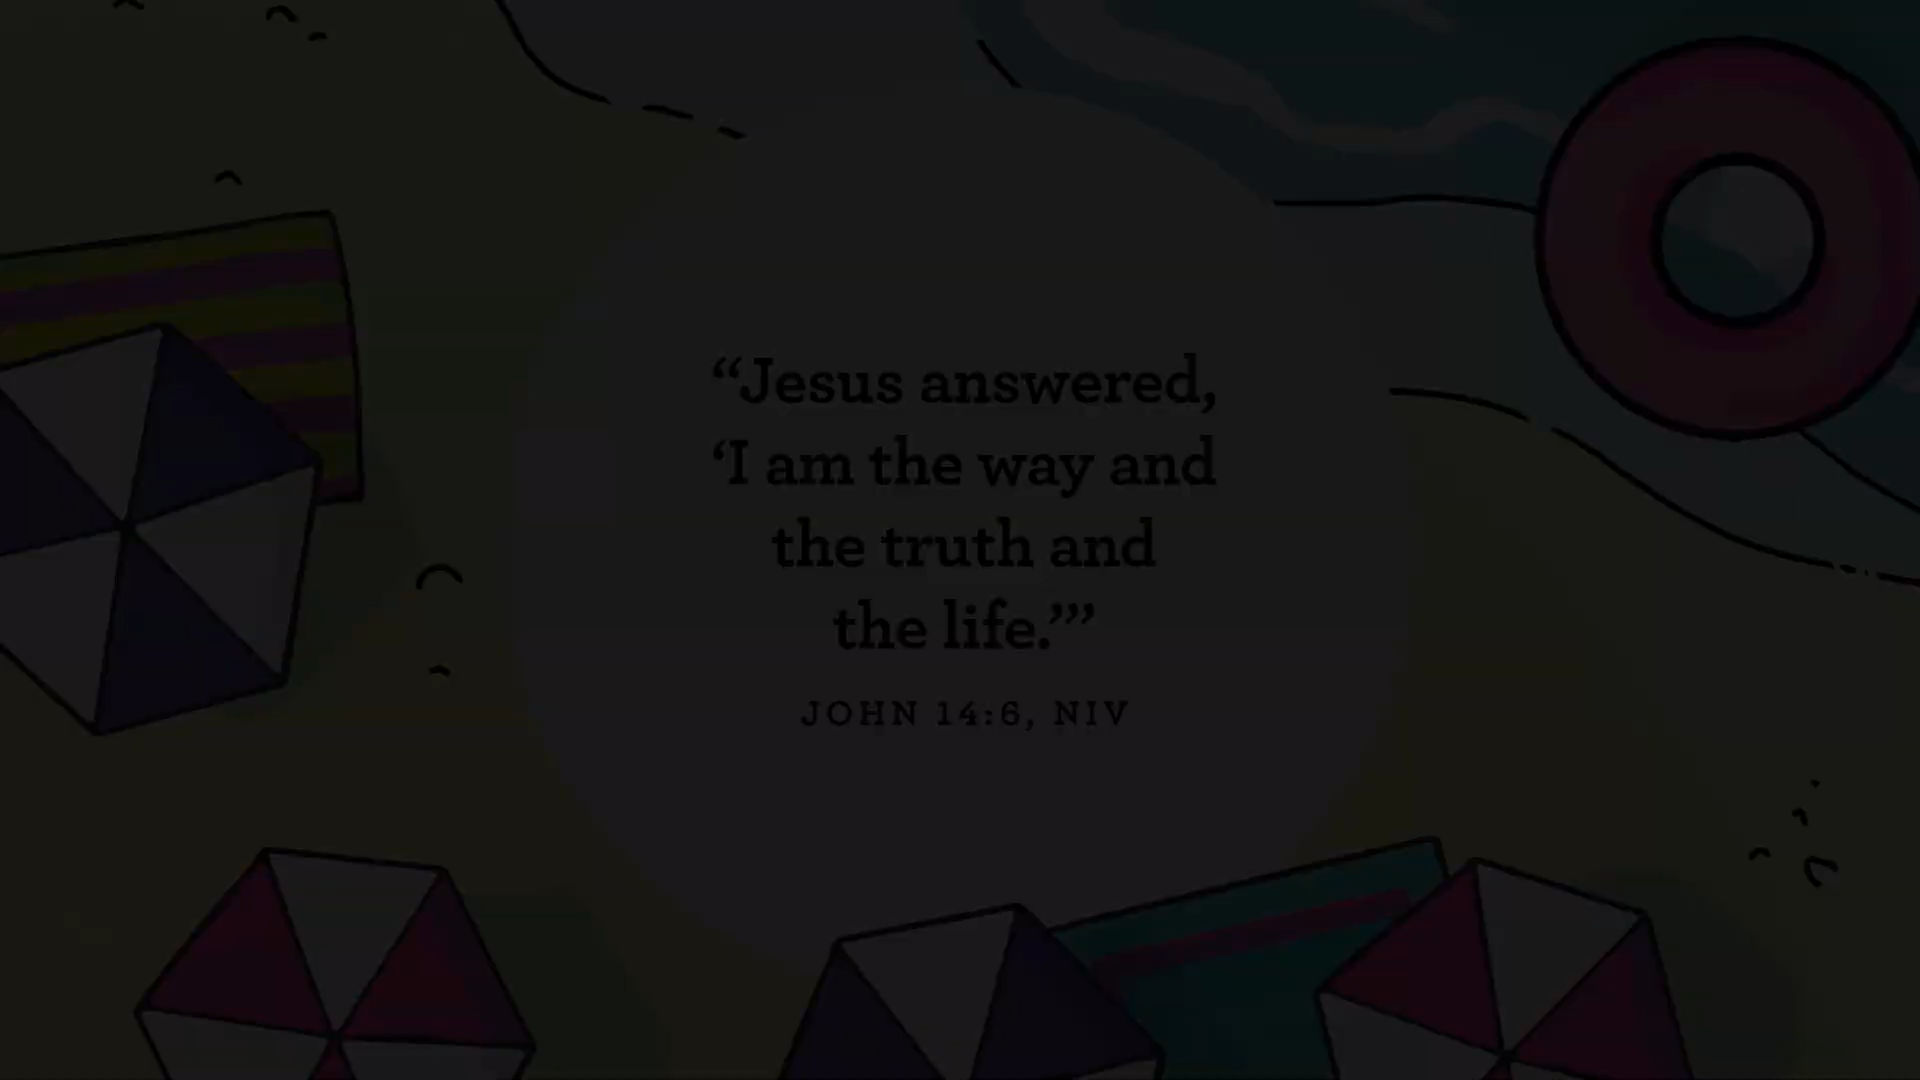 “Jesus answered,
‘I am the way and
the truth and
the life.’”’
JOHN 14:6, NIV